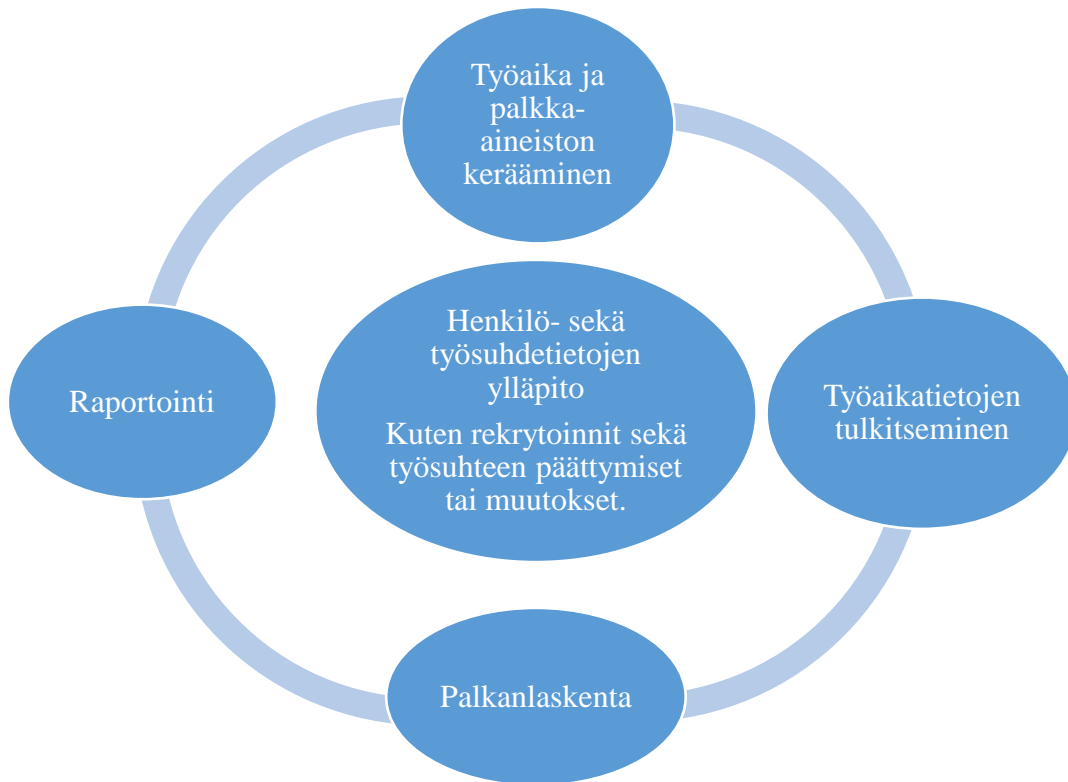 Työaika ja
palkka-
aineiston
kerääminen
Henkilö- sekä
työsuhdetietojen
ylläpito
Kuten rekrytoinnit sekä
työsuhteen päättymiset
tai muutokset.
Raportointi
Työaikatietojen
tulkitseminen
Palkanlaskenta